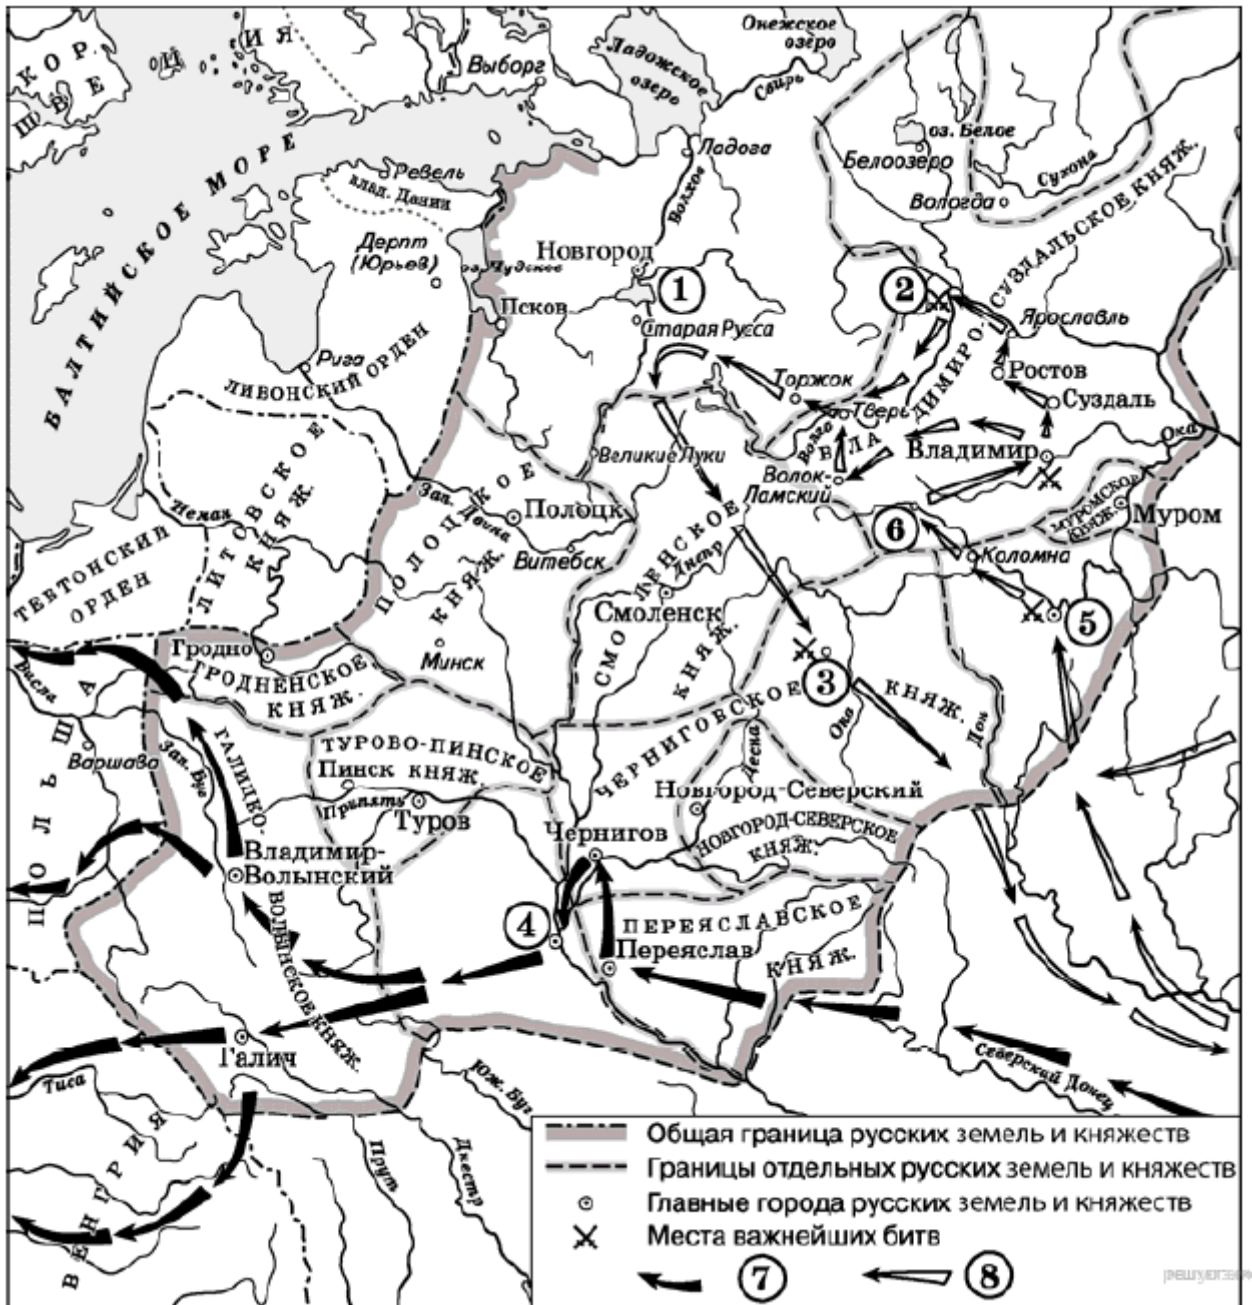 КОР. ШВЕЦИЯ
Выборг
Ладожское озеро
Онежское озеро
Свирь
БАЛТИЙСКОЕ МОРЕ
Ревель
влад. Дании
Ладога
Волхов
оз. Белое
Белоозеро
Вологда
Сухона
Дерпт
(Юрьев)
оз. Чудское
Новгород
1
2
Псков
Старая Русса
Ярославль
ВЛАДИМИРО-СУЗДАЛЬСКОЕ КНЯЖ.
Рига
ЛИВОНСКИЙ ОРДЕН
Торжок
Ростов
Тверь
Суздаль
Волга
Ока
Великие Луки
Владимир
Волок-
Ламский
Неман
ЛИТОВСКОЕ КНЯЖ.
Зап. Двина
Полоцк
ПОЛОЦКОЕ КНЯЖ.
Витебск
6
МУРОМСКОЕ КНЯЖ.
Муром
Коломна
ТЕВТОНСКИЙ ОРДЕН
СМОЛЕНСКОЕ КНЯЖ.
Днепр
Смоленск
5
Гродно
ГРОДНЕНСКОЕ КНЯЖ.
Минск
3
Висла
Варшава
ПОЛЬША
Зап. Буг
ГАЛИЦКО-ВОЛЫНСКОЕ КНЯЖ.
ТУРОВО-ПИНСКОЕ КНЯЖ.
Пинск
Припять
Туров
ЧЕРНИГОВСКОЕ КНЯЖ.
Десна
Ока
Дон
Новгород-Северский
НОВГОРОД-СЕВЕРСКОЕ КНЯЖ.
Чернигов
Владимир-
Волынский
4
ПЕРЕЯСЛАВСКОЕ КНЯЖ.
Переяслав
Галич
Тиса
ВЕНГРИЯ
Прут
Днестр
Юж. Буг
Северский Донец
Общая граница русских земель и княжеств
Границы отдельных русских земель и княжеств
Главные города русских земель и княжеств
Места важнейших битв
7
8